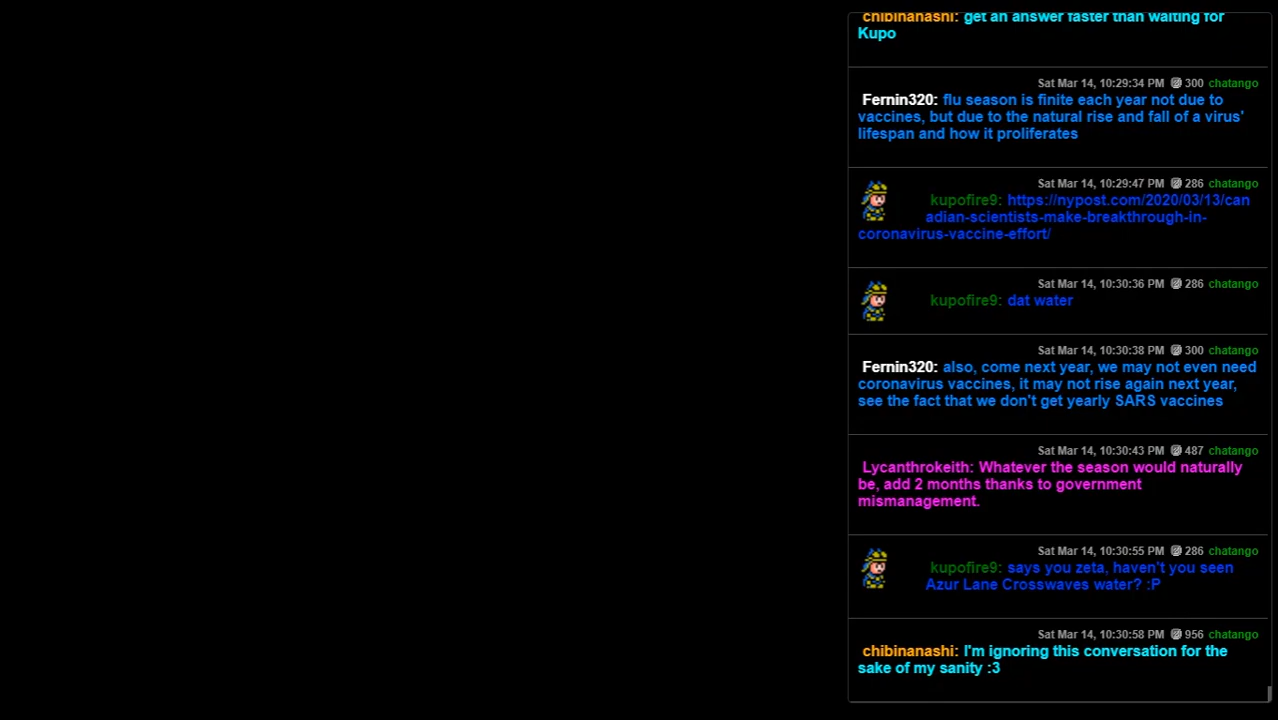 chibinanashi: get an answer faster than waiting for
Kupo
Sat Mar 14, 10:29:34 PM 300 chatango
Fernin320: flu season is finite each year not due to
vaccines, but due to the natural rise and fall of a virus'
lifespan and how it proliferates
Sat Mar 14, 10:29:47 PM 286 chatango
kupofire9: https://nypost.com/2020/03/13/can
adian-scientists-make-breakthrough-in-
coronavirus-vaccine-effort/
Sat Mar 14, 10:30:36 PM 286 chatango
kupofire9: dat water
Sat Mar 14, 10:30:38 PM 300 chatango
Fernin320: also, come next year, we may not even need
coronavirus vaccines, it may not rise again next year,
see the fact that we don't get yearly SARS vaccines
Sat Mar 14, 10:30:43 PM 487 chatango
Lycanthrokeith: Whatever the season would naturally
be, add 2 months thanks to government
mismanagement.
Sat Mar 14, 10:30:55 PM 286 chatango
kupofire9: says you zeta, haven't you seen
Azur Lane Crosswaves water? :P
Sat Mar 14, 10:30:58 PM 956 chatango
chibinanashi: I'm ignoring this conversation for the
sake of my sanity :3